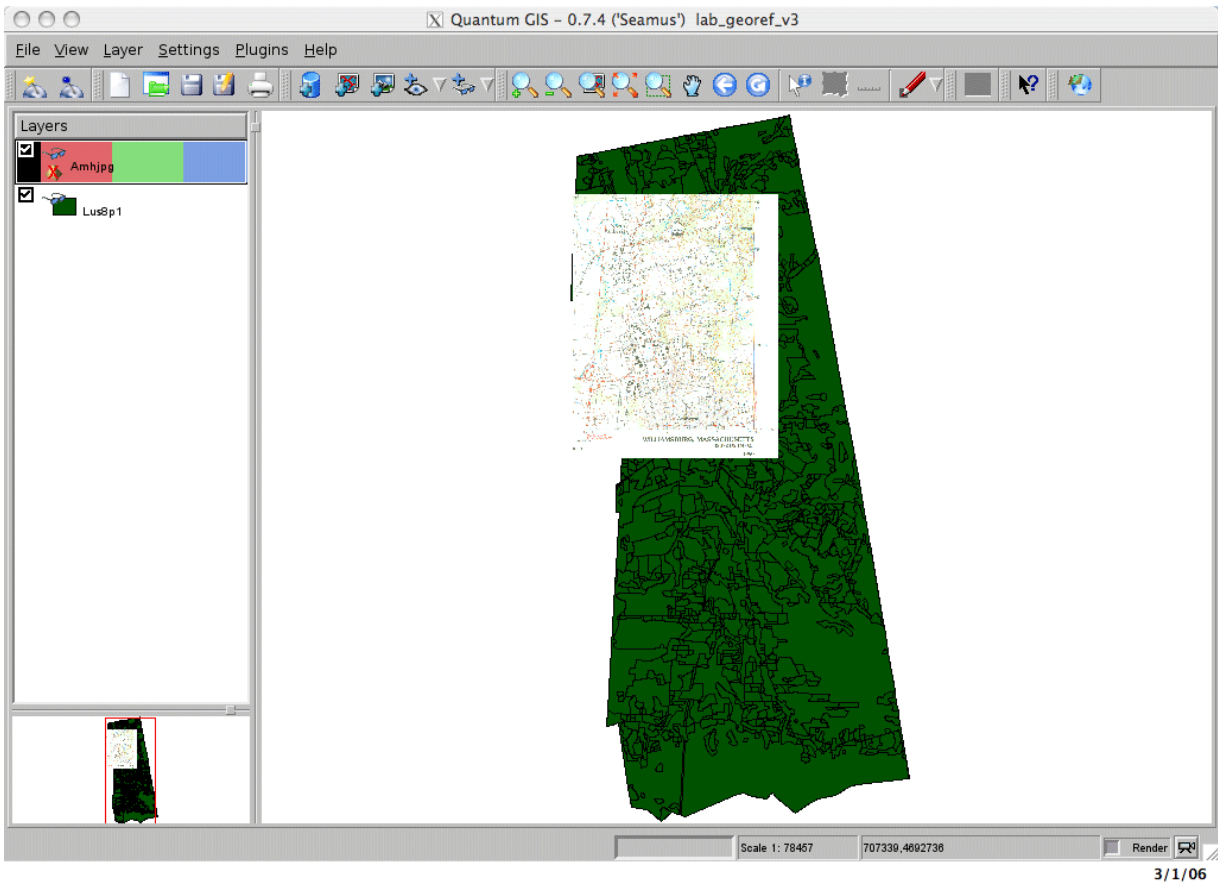 Quantum GIS - 0.7.4 ('Seamus') lab_georef_v3
File View Layer Settings Plugins Help
Layers
Amhjpg
Lus8p1
WILLIAMSBURG, MASSACHUSETTS
Scale 1: 78457
707339,4692736
Render
3/1/06